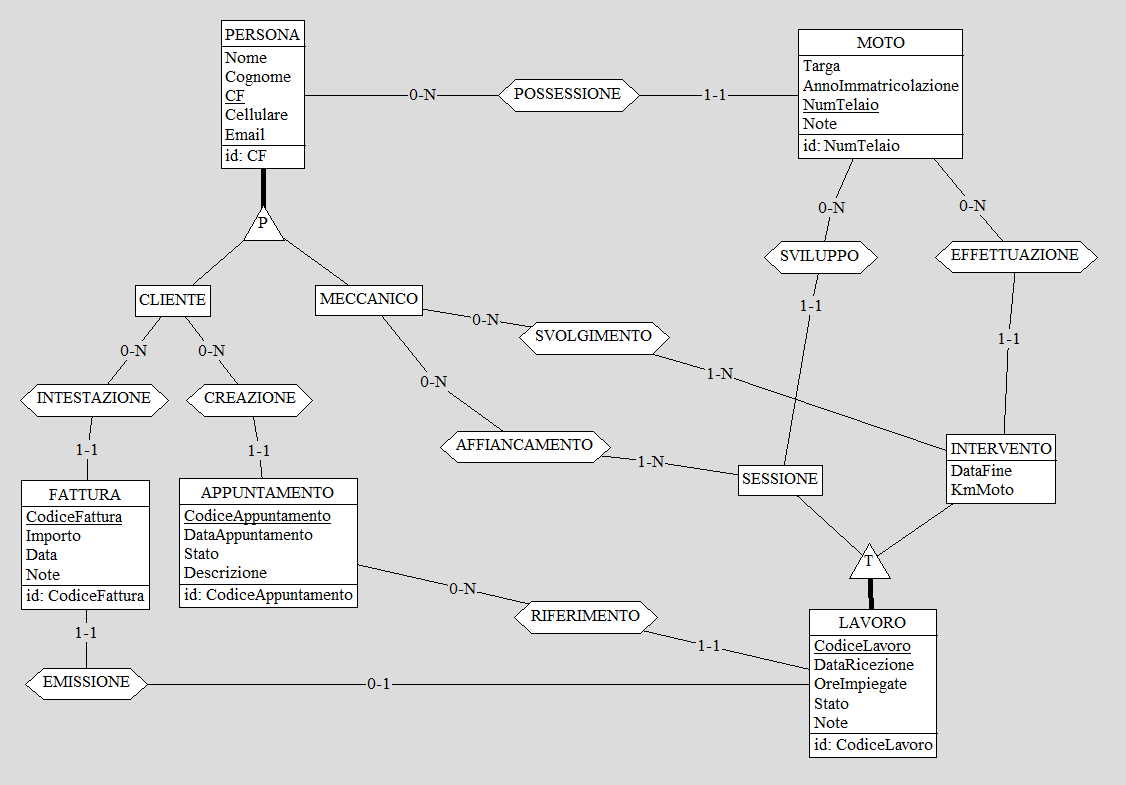 PERSONA
Nome
Cognome
CF
Cellulare
Email
id: CF
0-N
POSSESSIONE
1-1
MOTO
Targa
AnnoImmatricolazione
NumTelaio
Note
id: NumTelaio
P
0-N
0-N
SVILUPPO
EFFETTUAZIONE
CLIENTE
MECCANICO
0-N
SVOLGIMENTO
1-1
1-1
0-N
0-N
0-N
1-N
INTESTAZIONE
CREAZIONE
AFFIANCAMENTO
1-1
1-1
1-N
SESSIONE
INTERVENTO
DataFine
KmMoto
FATTURA
CodiceFattura
Importo
Data
Note
id: CodiceFattura
APPUNTAMENTO
CodiceAppuntamento
DataAppuntamento
Stato
Descrizione
id: CodiceAppuntamento
T
0-N
RIFERIMENTO
1-1
LAVORO
CodiceLavoro
DataRicezione
OreImpiegate
Stato
Note
id: CodiceLavoro
1-1
EMISSIONE
0-1